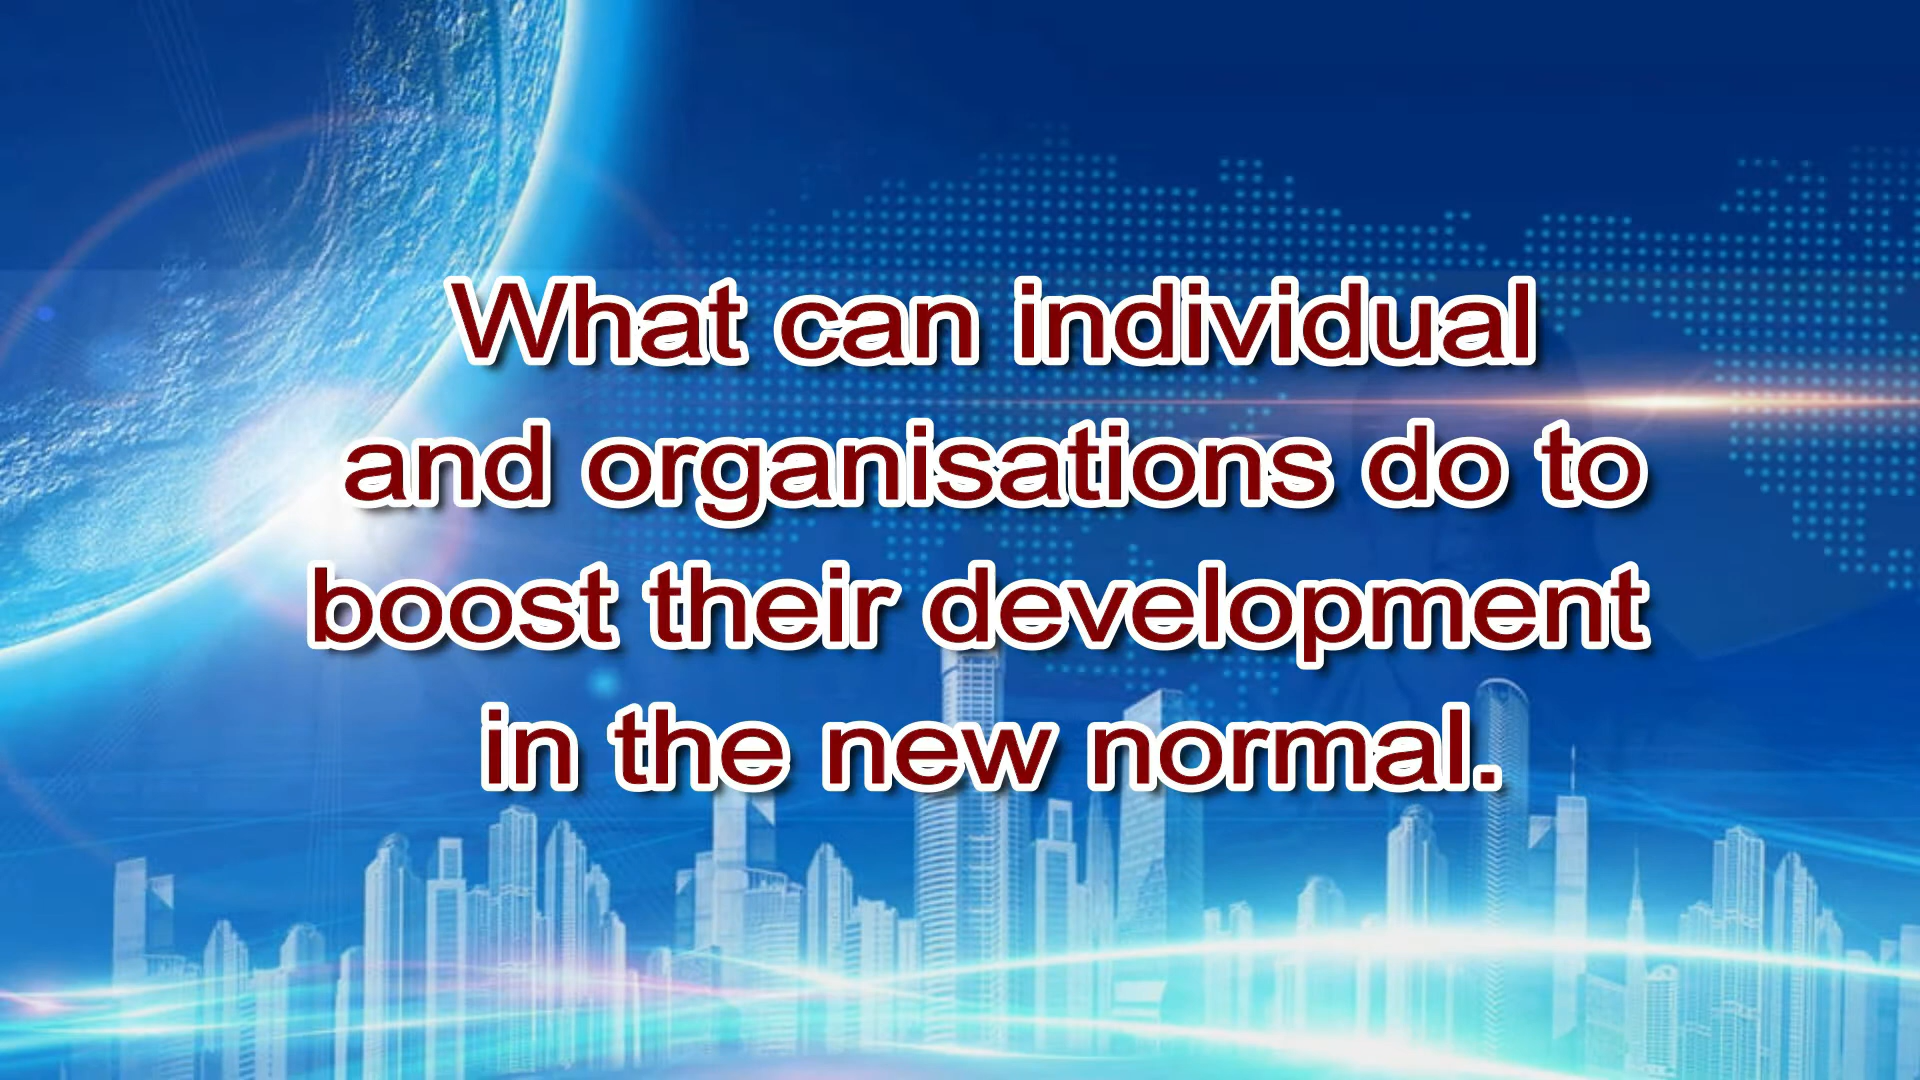 What can individual
and organisations do to
boost their development
in the new normal.